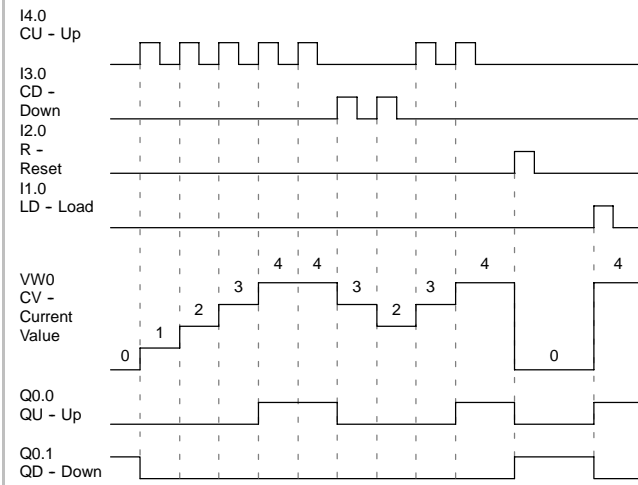 I4.0
CU - Up
I3.0
CD -
Down
I2.0
R -
Reset
I1.0
LD - Load
VW0
CV -
Current
Value
0
1
2
3
4
4
3
2
3
4
0
4
Q0.0
QU - Up
Q0.1
QD - Down